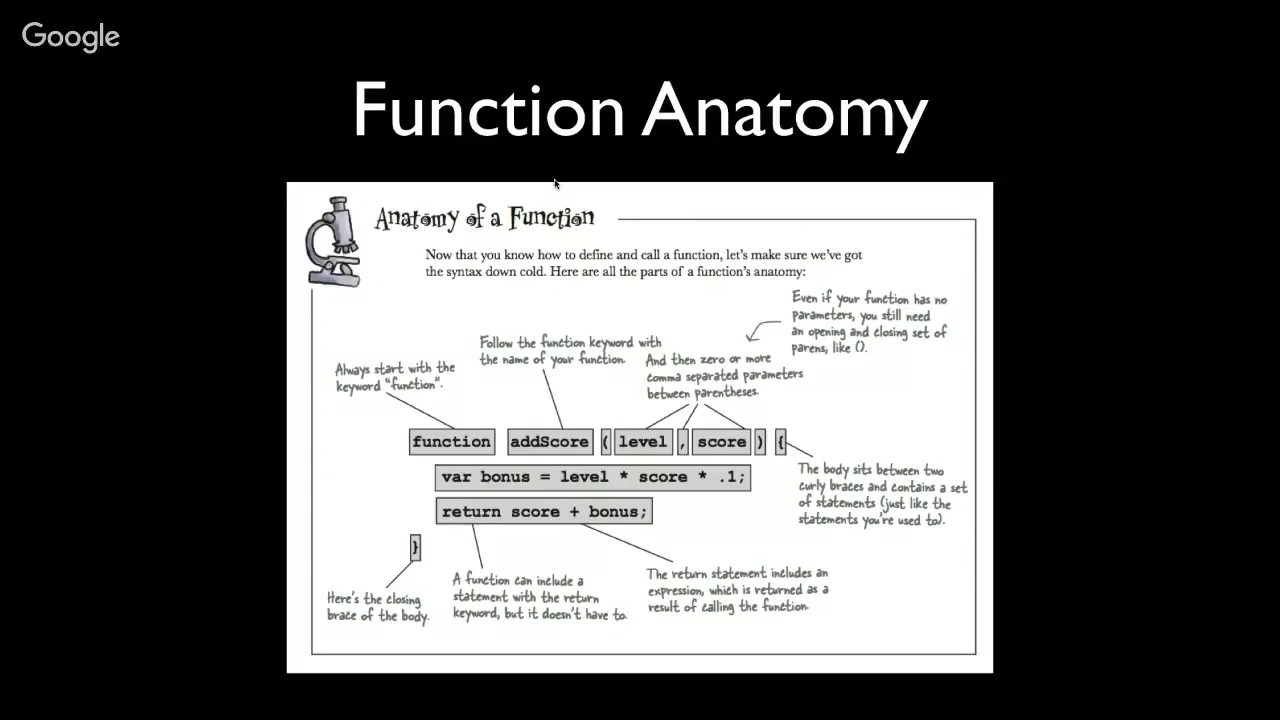 Google
Function Anatomy
Anatomy of a Function
Now that you know how to define and call a function, let's make sure we've got
the syntax down cold. Here are all the parts of a function's anatomy:
Even if your function has no
parameters, you still need
an opening and closing set of
parens, like ().
Follow the function keyword with
the name of your function.
And then zero or more
comma separated parameters
between parentheses.
Always start with the
keyword "function".
function addScore ( level , score ) {
var bonus = level * score * .1;
return score + bonus;
}
The body sits between two
curly braces and contains a set
of statements (just like the
statements you're used to).
Here's the closing
brace of the body.
A function can include a
statement with the return
keyword, but it doesn't have to.
The return statement includes an
expression, which is returned as a
result of calling the function.